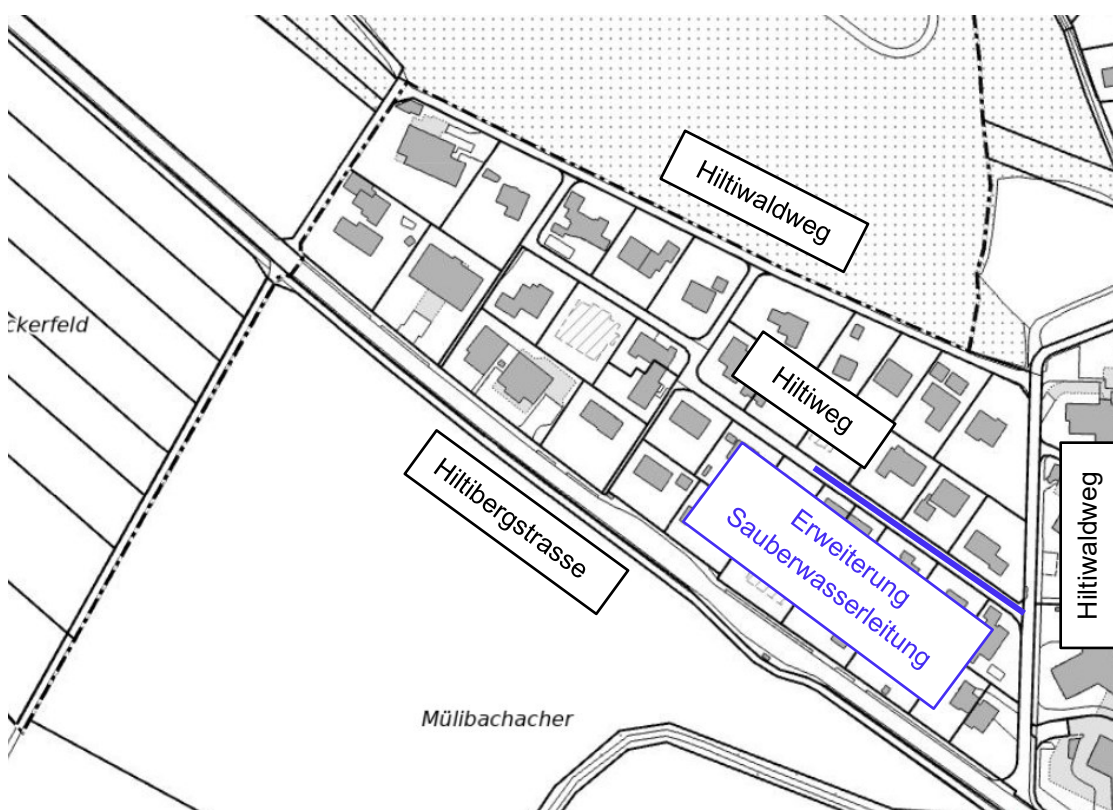 Hiltiwaldweg
ckerfeld
Hiltiweg
Hiltibergstrasse
Erweiterung
Sauberwasserleitung
Hiltiwaldweg
Mülibachacher